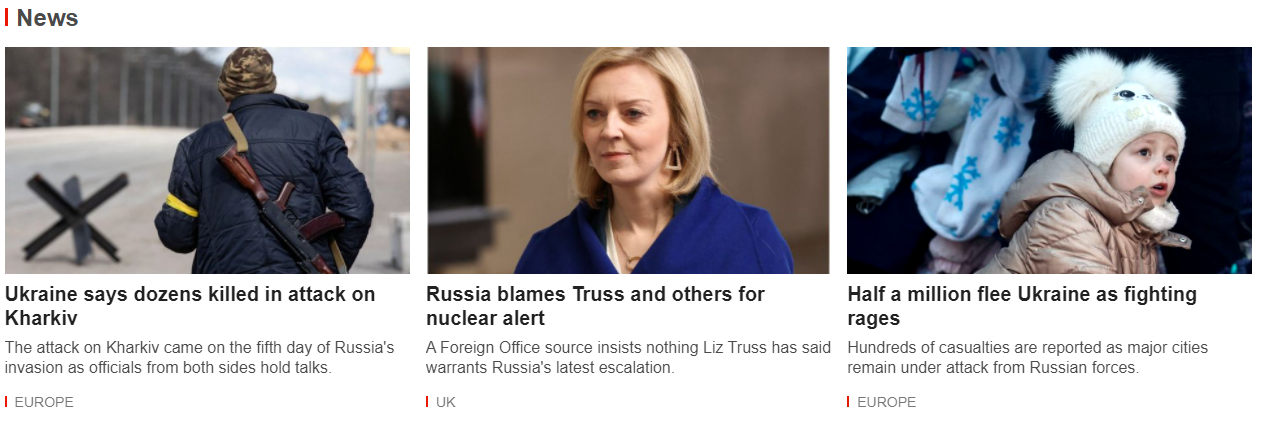 News
Ukraine says dozens killed in attack on
Kharkiv
The attack on Kharkiv came on the fifth day of Russia's
invasion as officials from both sides hold talks.
EUROPE
Russia blames Truss and others for
nuclear alert
A Foreign Office source insists nothing Liz Truss has said
warrants Russia's latest escalation.
UK
Half a million flee Ukraine as fighting
rages
Hundreds of casualties are reported as major cities
remain under attack from Russian forces.
EUROPE